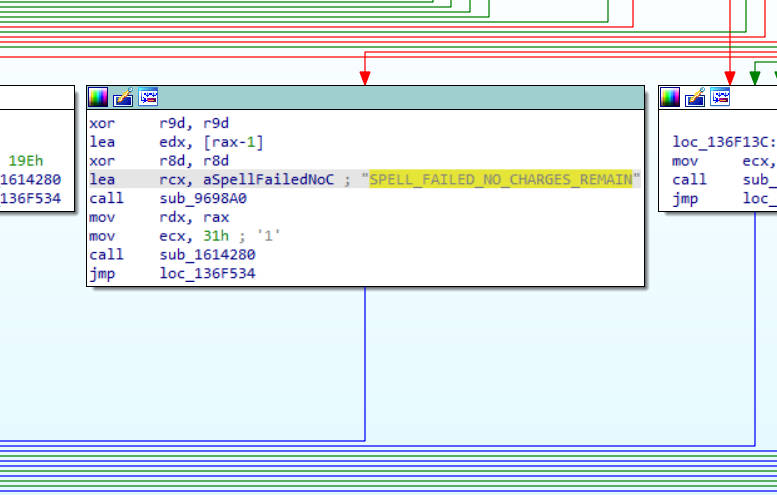 19Eh
1614280
136F534
xor r9d, r9d
lea edx, [rax-1]
xor r8d, r8d
lea rcx, aSpellFailedNoC ; "SPELL_FAILED_NO_CHARGES_REMAIN"
call sub_9698A0
mov rdx, rax
mov ecx, 31h ; '1'
call sub_1614280
jmp loc_136F534
loc_136F13C:
mov ecx,
call sub_
jmp loc_